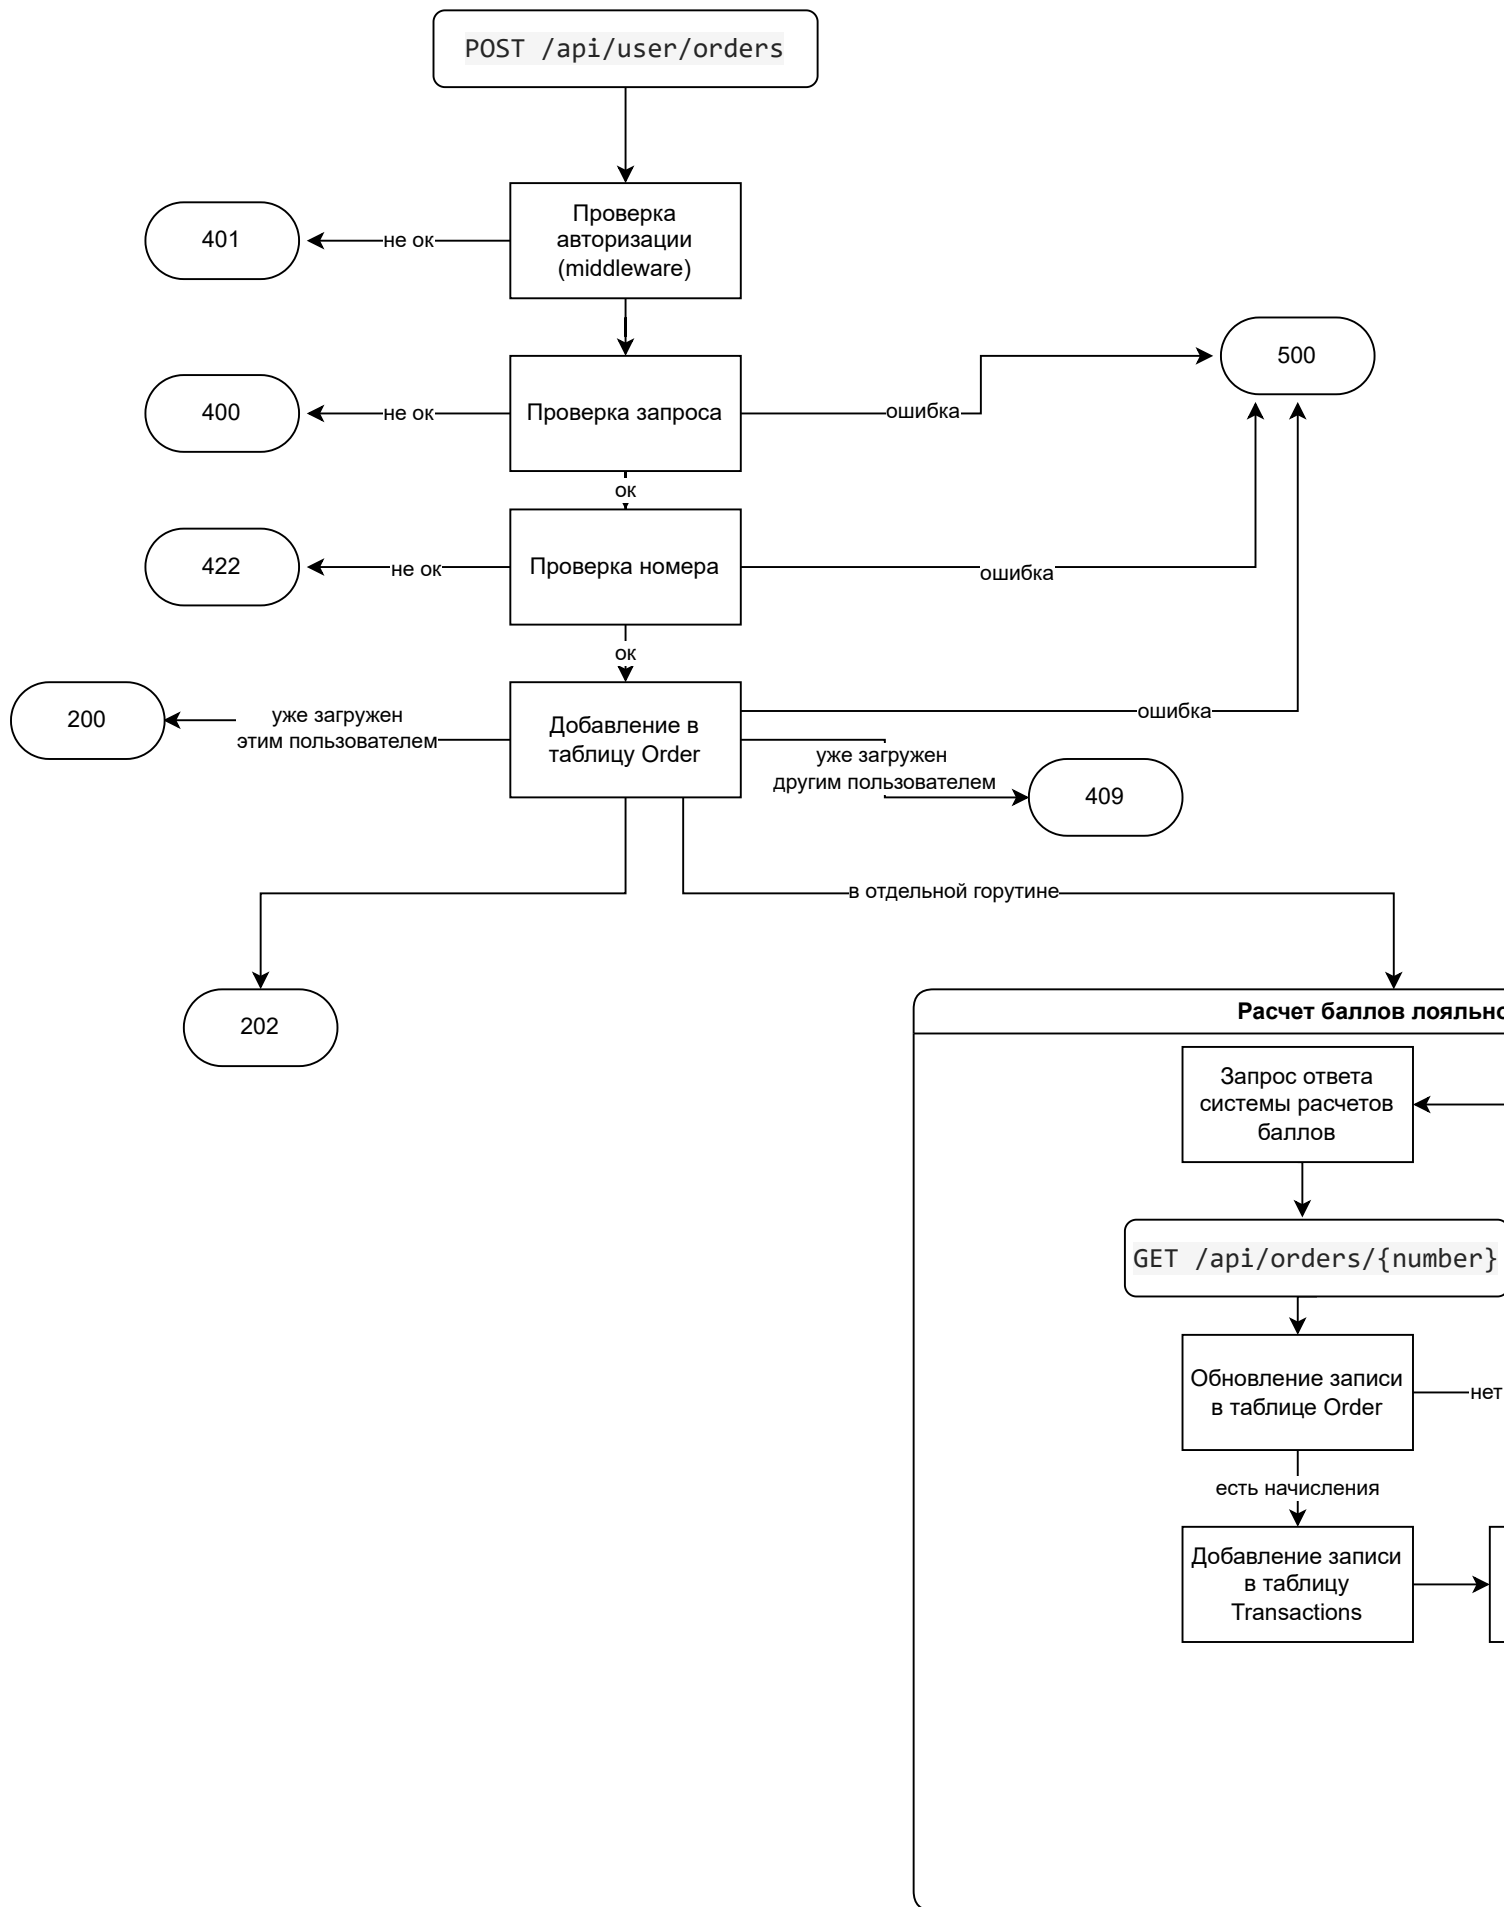 POST /api/user/orders
Проверка
авторизации
(middleware)
401
не ок
500
400
не ок
Проверка запроса
ошибка
ок
422
не ок
Проверка номера
ошибка
ок
200
уже загружен
этим пользователем
Добавление в
таблицу Order
ошибка
уже загружен
другим пользователем
409
в отдельной горутине
202
Расчет баллов
Запрос ответа
системы расчетов
баллов
GET /api/orders/{number}
Обновление записи
в таблице Order
нет
есть начисления
Добавление записи
в таблицу
Transactions